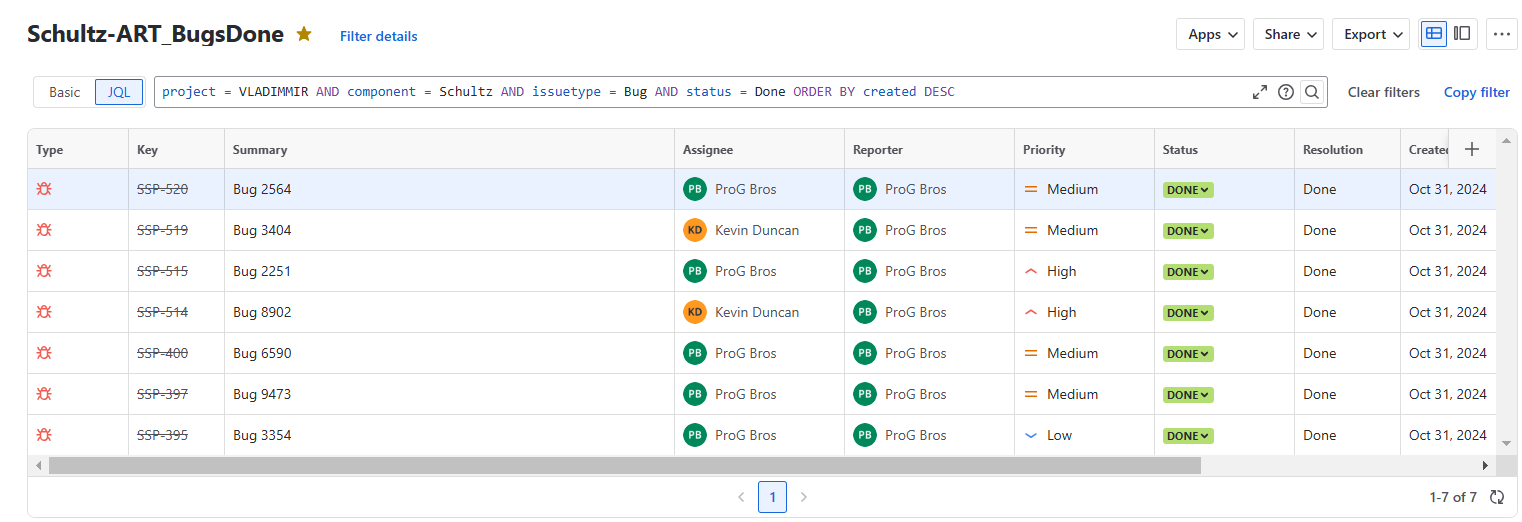 Schultz-ART_BugsDone Filter details Apps Share Export
Basic JQL project = VLADIMMIR AND component = Schultz AND issuetype = Bug AND status = Done ORDER BY created DESC Clear filters Copy filter
Type Key Summary Assignee Reporter Priority Status Resolution Created
SSP-520 Bug 2564 PB ProG Bros PB ProG Bros Medium DONE Done Oct 31, 2024
SSP-519 Bug 3404 KD Kevin Duncan PB ProG Bros Medium DONE Done Oct 31, 2024
SSP-515 Bug 2251 PB ProG Bros PB ProG Bros High DONE Done Oct 31, 2024
SSP-514 Bug 8902 KD Kevin Duncan PB ProG Bros High DONE Done Oct 31, 2024
SSP-400 Bug 6590 PB ProG Bros PB ProG Bros Medium DONE Done Oct 31, 2024
SSP-397 Bug 9473 PB ProG Bros PB ProG Bros Medium DONE Done Oct 31, 2024
SSP-395 Bug 3354 PB ProG Bros PB ProG Bros Low DONE Done Oct 31, 2024
1 1-7 of 7